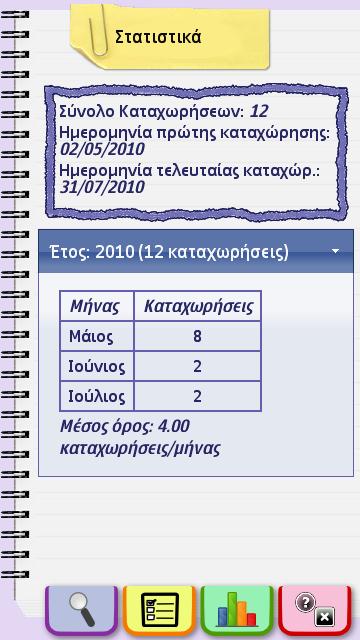 Στατιστικά
Σύνολο Καταχωρήσεων: 12
Ημερομηνία πρώτης καταχώρησης:
02/05/2010
Ημερομηνία τελευταίας καταχώρ.:
31/07/2010
Έτος: 2010 (12 καταχωρήσεις)
Μήνας Καταχωρήσεις
Μάιος 8
Ιούνιος 2
Ιούλιος 2
Μέσος όρος: 4.00
καταχωρήσεις/μήνας